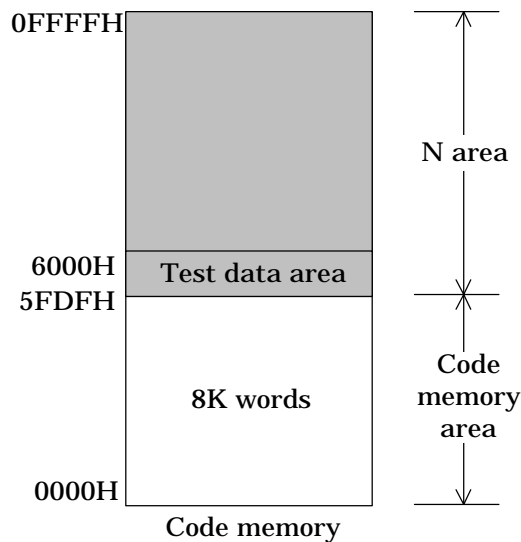 0FFFFH
N area
6000H
Test data area
5FDFH
8K words
Code
memory
area
0000H
Code memory